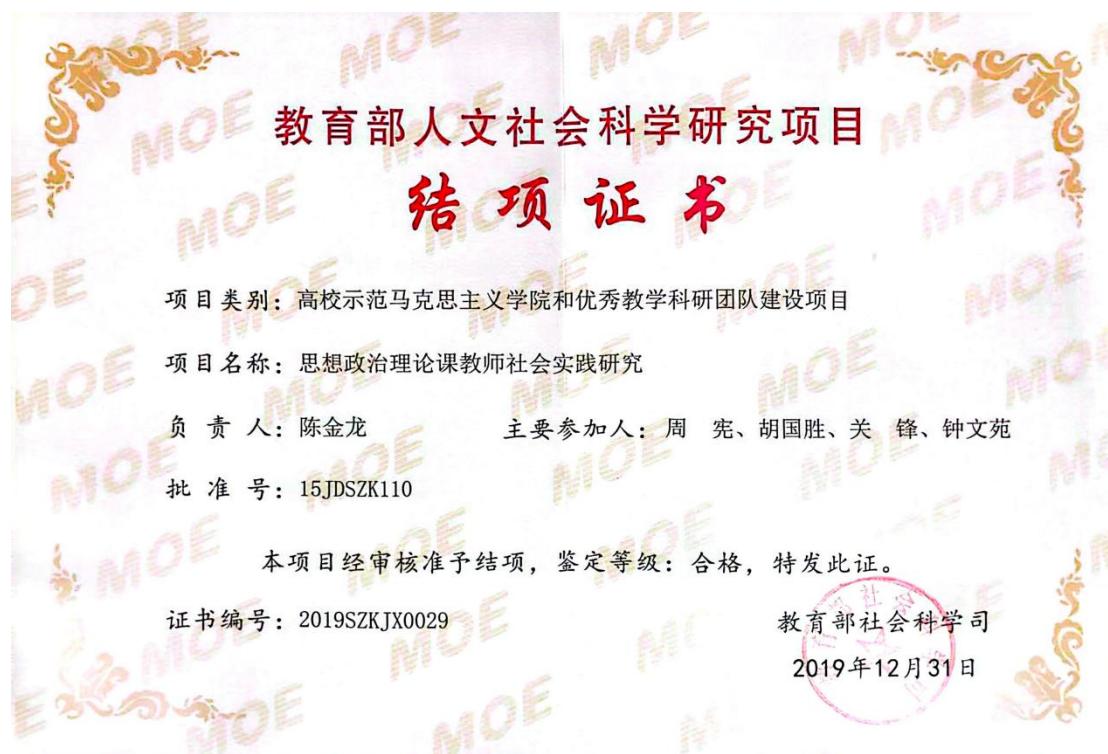 教育部人文社会科学研究项目
结项证书
项目类别：高校示范马克思主义学院和优秀教学科研团队建设项目
项目名称：思想政治理论课教师社会实践研究
负责人：陈金龙 主要参加人：周 宪、胡国胜、关 锋、钟文苑
批准号：15JDSZK110
本项目经审核准予结项，鉴定等级：合格，特发此证。
证书编号：2019SZKJX0029 教育部社会科学司
2019年12月31日